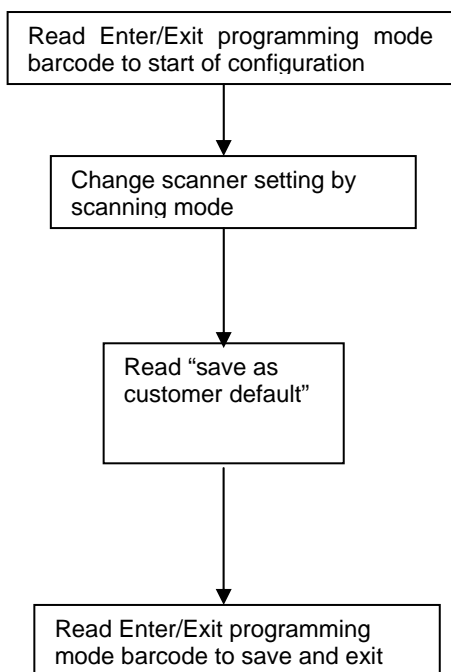 Read Enter/Exit programming mode
barcode to start of configuration
Change scanner setting by
scanning mode
Read “save as
customer default”
Read Enter/Exit programming
mode barcode to save and exit